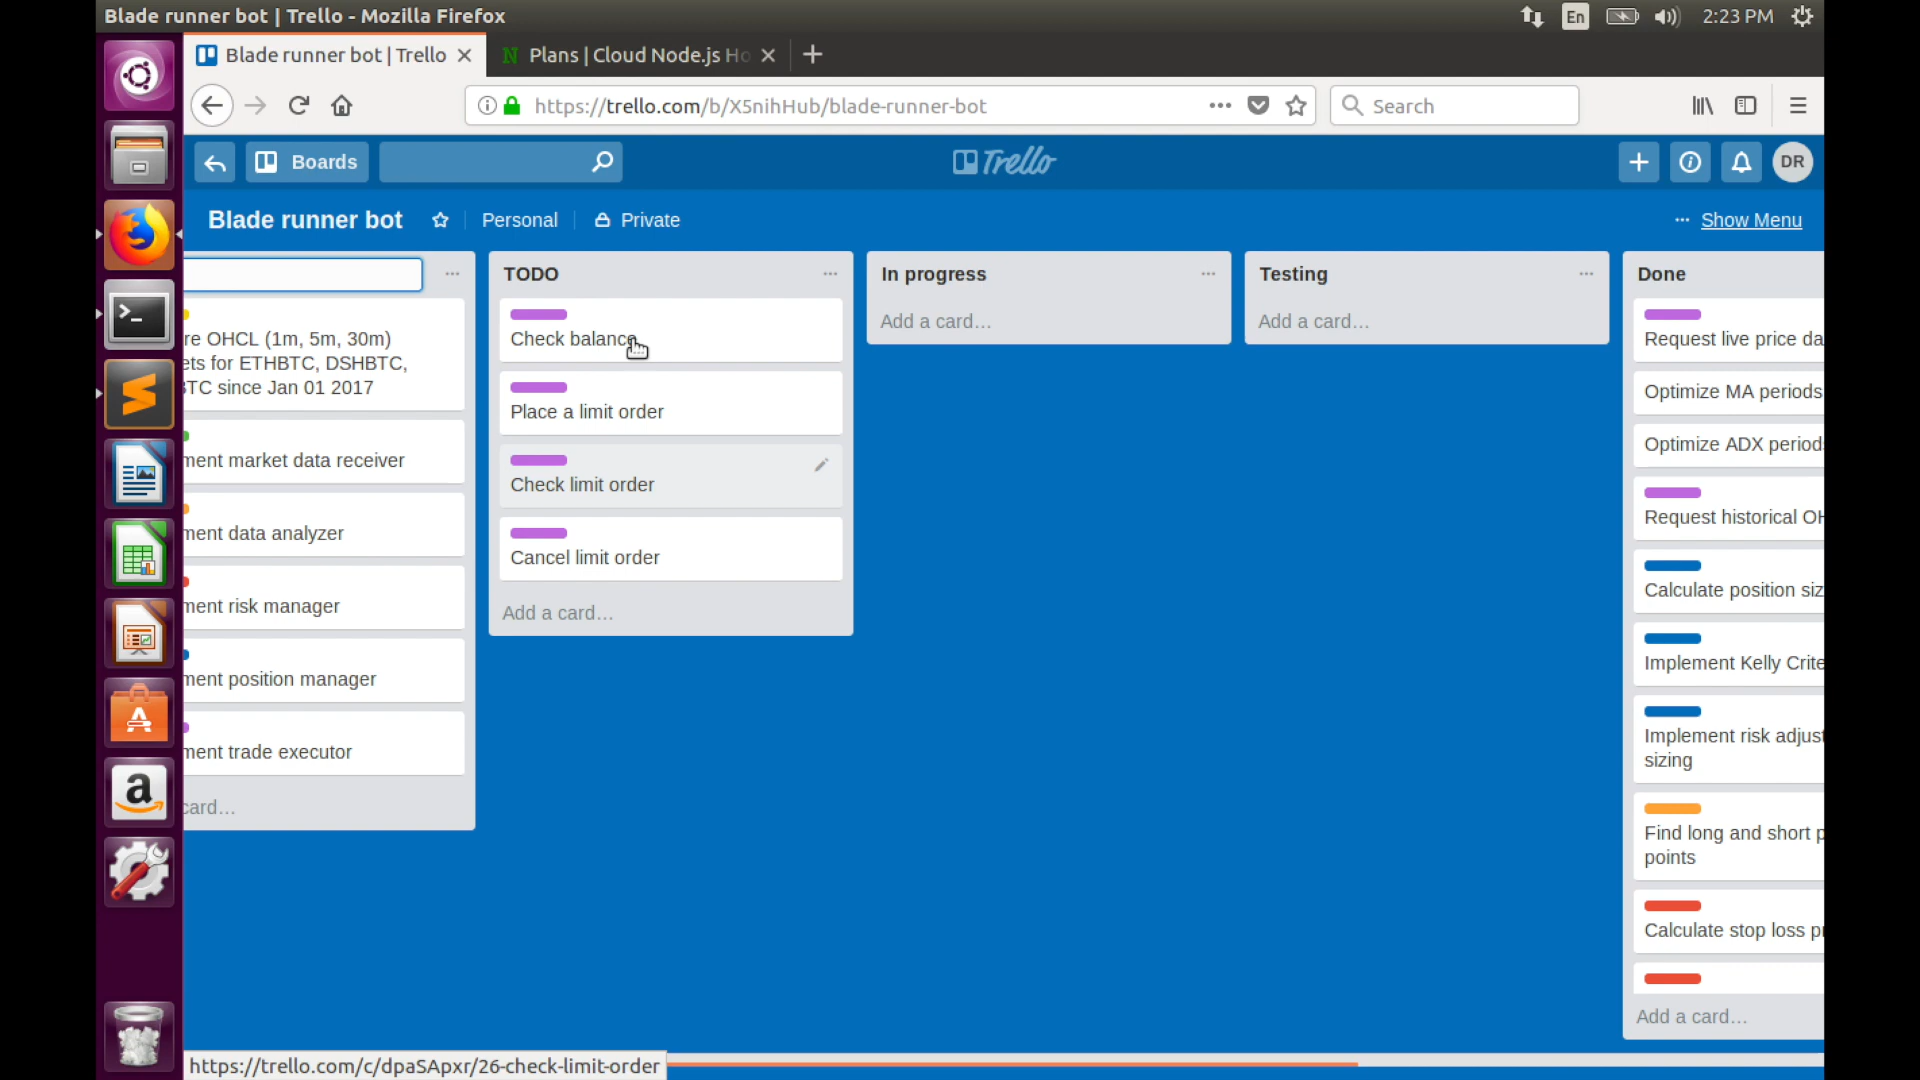 Blade runner bot | Trello - Mozilla Firefox
En
2:23 PM
Blade runner bot | Trello
Plans | Cloud Node.js Ho
https://trello.com/b/X5nihHub/blade-runner-bot
Search
Boards
Trello
DR
Blade runner bot
Personal
Private
Show Menu
re OHCL (1m, 5m, 30m)
ets for ETHBTC, DSHBTC,
BTC since Jan 01 2017
ment market data receiver
ment data analyzer
ment risk manager
ment position manager
ment trade executor
card…
TODO
Check balance
Place a limit order
Check limit order
Cancel limit order
Add a card…
In progress
Add a card…
Testing
Add a card…
Done
Request live price da
Optimize MA periods
Optimize ADX periods
Request historical OH
Calculate position siz
Implement Kelly Crite
Implement risk adjust
sizing
Find long and short p
points
Calculate stop loss pr
Add a card…
https://trello.com/c/dpaSApxr/26-check-limit-order